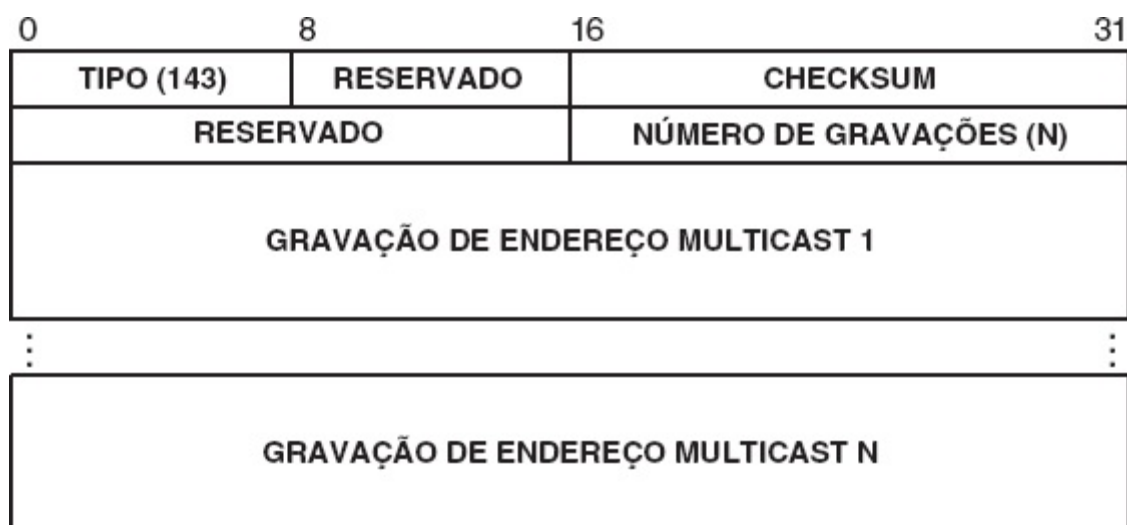 0 8 16 31
TIPO (143) RESERVADO CHECKSUM
RESERVADO NÚMERO DE GRAVAÇÕES (N)
GRAVAÇÃO DE ENDEREÇO MULTICAST 1
GRAVAÇÃO DE ENDEREÇO MULTICAST N